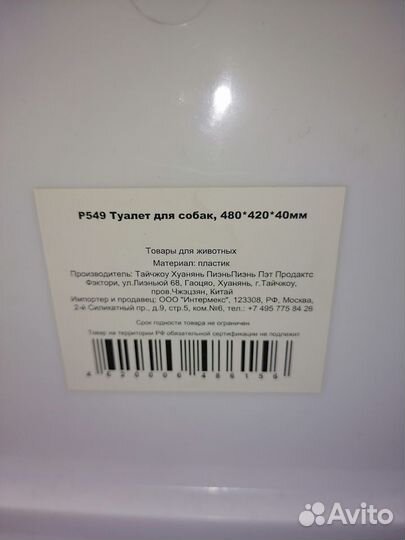 P549 Туалет для собак, 480*420*40мм
Товары для животных
Материал: пластик
Производитель: Тайчжоу Хуанянь ПиэньПиэнь Пэт Продактс
Фэктори, ул.Лиэньюй 68, Гаоцяо, Хуанянь, г.Тайчжоу,
пров.Чжэцзян, Китай
Импортер и продавец: ООО "Интермекс", 123308, РФ, Москва,
2-й Силикатный пр., д.9, стр.5, ком.№6, тел.: +7 495 775 84 26
Срок годности товара не ограничен
Товар на территории РФ обязательной сертификации не подлежит
Avito